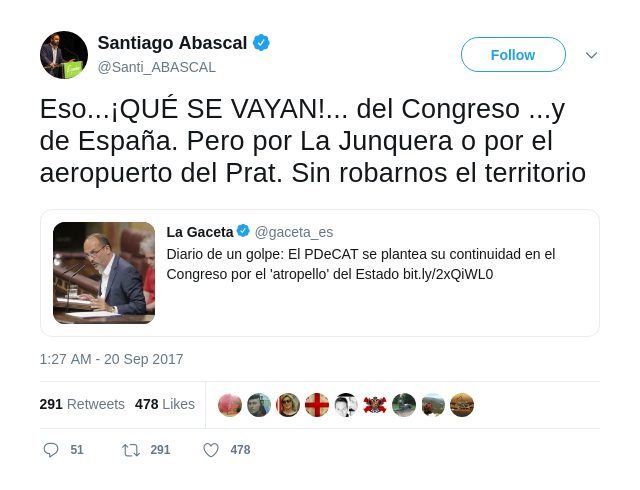 Santiago Abascal
@Santi_ABASCAL
Follow
Eso...¡QUÉ SE VAYAN!... del Congreso ...y
de España. Pero por La Junquera o por el
aeropuerto del Prat. Sin robarnos el territorio
La Gaceta @gaceta_es
Diario de un golpe: El PDeCAT se plantea su continuidad en el
Congreso por el 'atropello' del Estado bit.ly/2xQiWL0
1:27 AM - 20 Sep 2017
291 Retweets 478 Likes
51 291 478